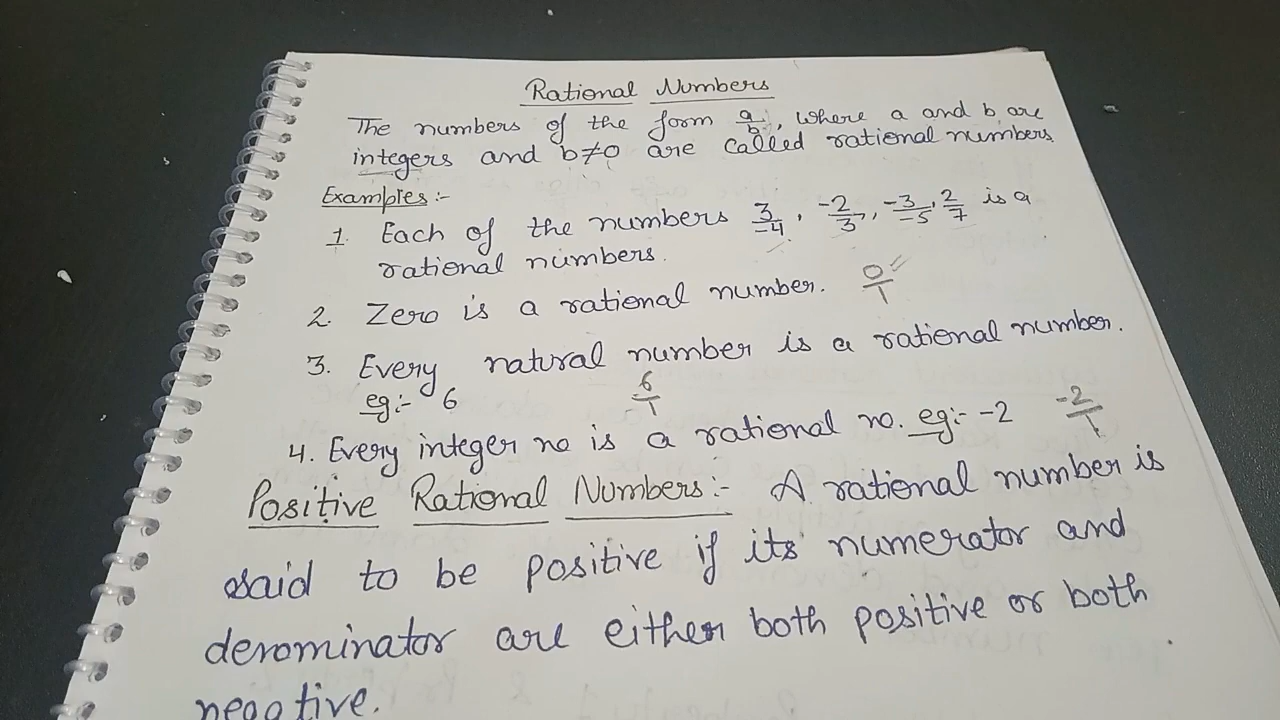 Rational Numbers
The numbers of the form a/b, where a and b are
integers and b≠0 are called rational numbers.
Examples:-
1. Each of the numbers 3/-4, -2/3, -3/-5, 2/7 is a
rational numbers.
2. Zero is a rational number. 0/1 ✓
3. Every natural number is a rational number.
eg:- 6 6/1
4. Every integer no is a rational no. eg:- -2 -2/1
Positive Rational Numbers:- A rational number is
said to be positive if its numerator and
denominator are either both positive or both
negative.